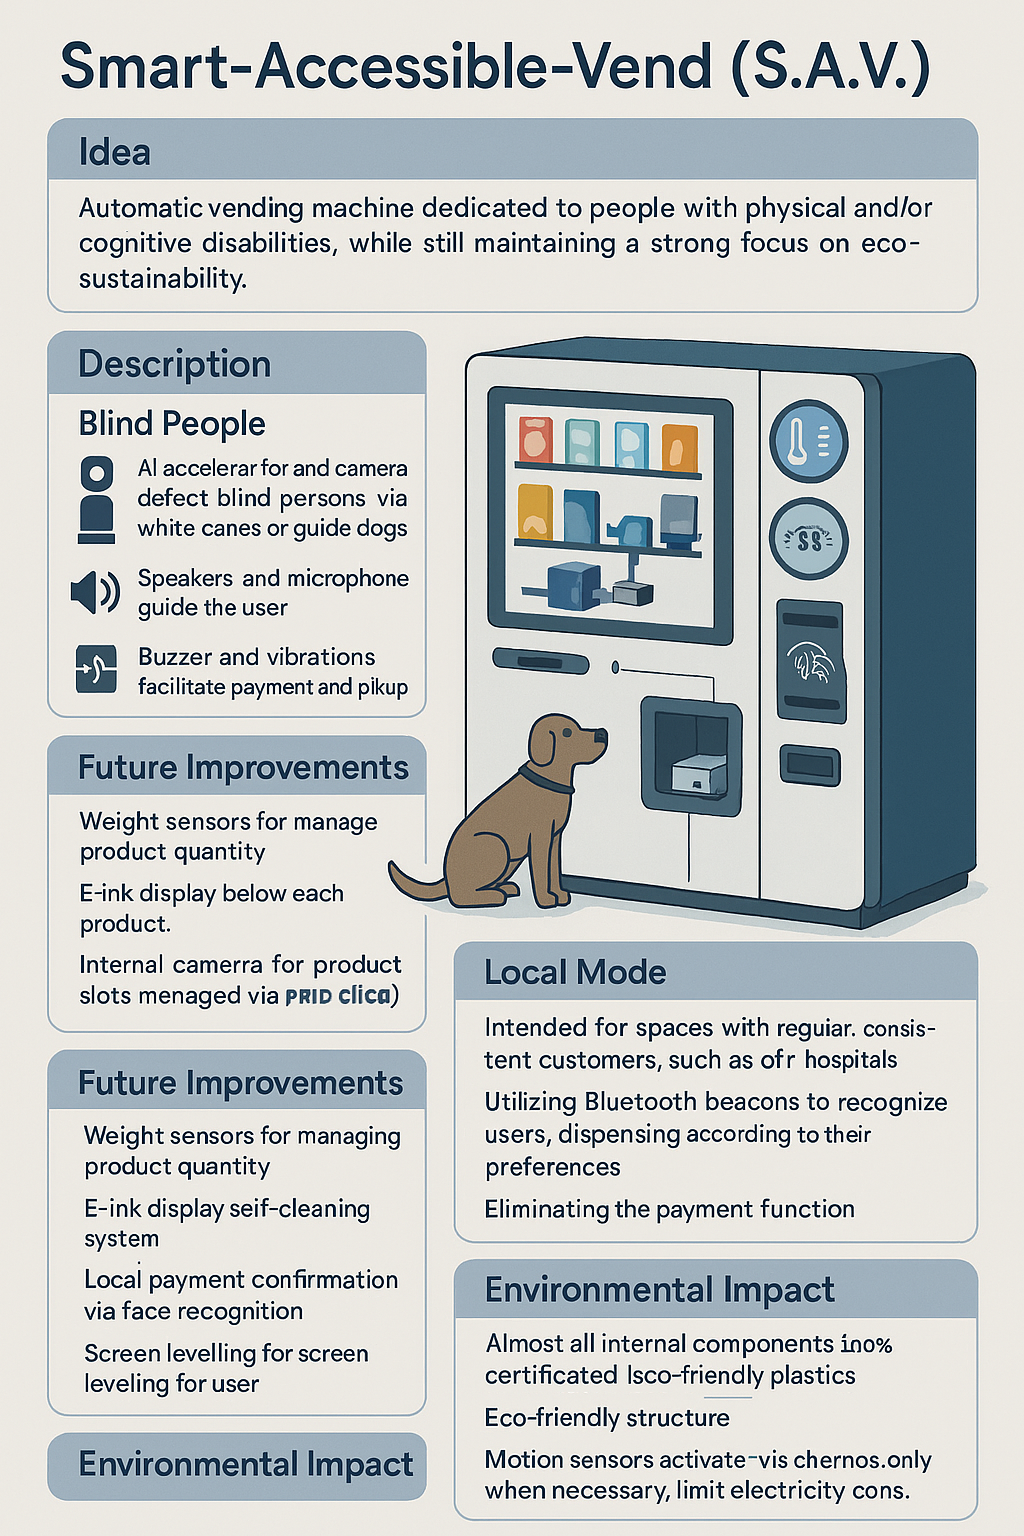 Smart-Accessible-Vend (S.A.V.)
Idea
Automatic vending machine dedicated to people with physical and/or
cognitive disabilities, while still maintaining a strong focus on eco-
sustainability.
Description
Blind People
AI accelerar for and camera
defect blind persons via
white canes or guide dogs
Speakers and microphone
guide the user
Buzzer and vibrations
facilitate payment and pikup
Future Improvements
Weight sensors for manage
product quantity
E-ink display below each
product.
Internal camerra for product
slots menaged via PRID clica)
Future Improvements
Weight sensors for managing
product quantity
E-ink display seif-cleaning
system
Local payment confirmation
via face recognition
Screen levelling for screen
leveling for user
Environmental Impact
SS
Local Mode
Intended for spaces with reguiar. consis-
tent customers, such as ofr hospitals
Utilizing Bluetooth beacons to recognize
users, dispensing according to their
preferences
Eliminating the payment function
Environmental Impact
Almost all internal components 100%
certificated lsco-friendly plastics
Eco-friendly structure
Motion sensors activate-vis chernos.only
when necessary, limit electricity cons.